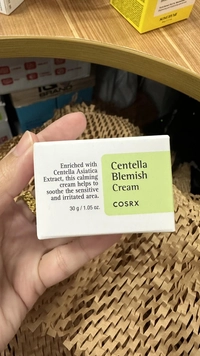 Enriched with
Centella Asiatica
Extract, this calming
cream helps to
soothe the sensitive
and irritated area.
30 g / 1.05 oz.
Centella
Blemish
Cream
COSRX